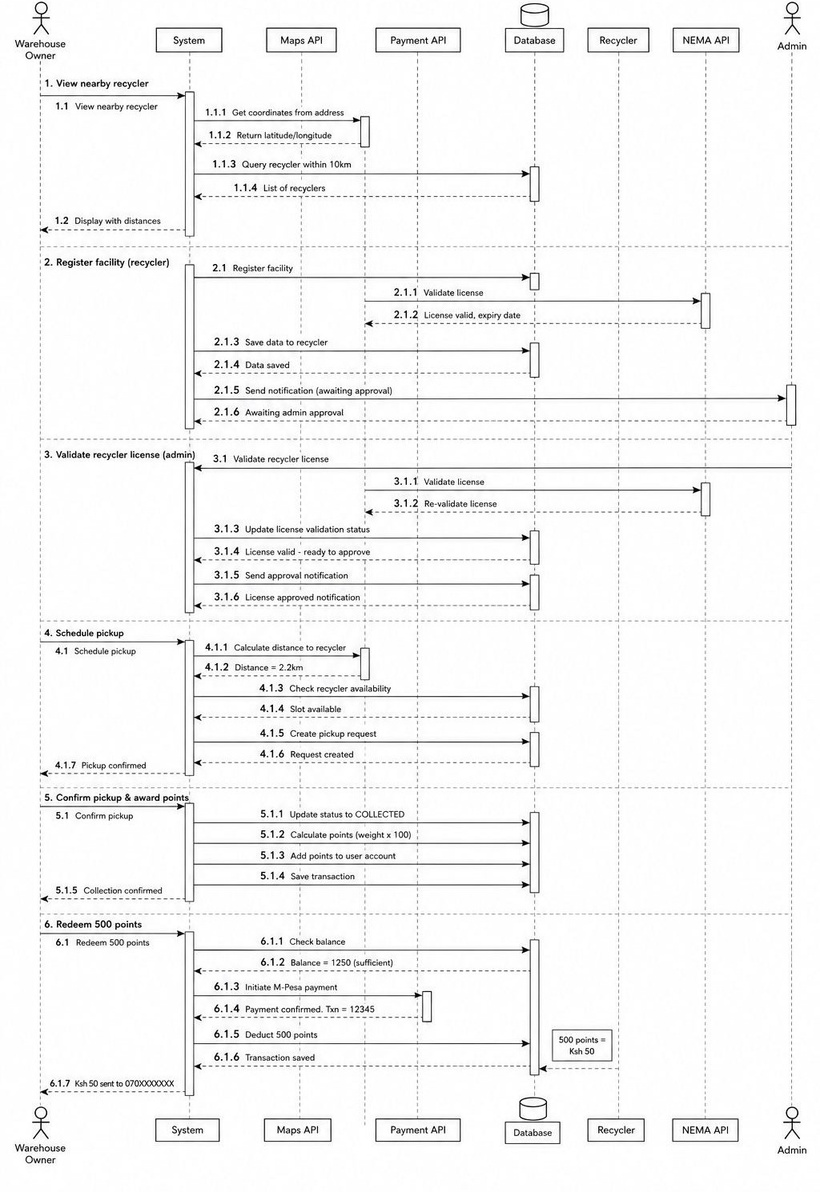 Warehouse
Owner
System
Maps API
Payment API
Database
Recycler
NEMA API
Admin
1. View nearby recycler
1.1 View nearby recycler
1.1.1 Get coordinates from address
1.1.2 Return latitude/longitude
1.1.3 Query recycler within 10km
1.1.4 List of recyclers
1.2 Display with distances
2. Register facility (recycler)
2.1 Register facility
2.1.1 Validate license
2.1.2 License valid, expiry date
2.1.3 Save data to recycler
2.1.4 Data saved
2.1.5 Send notification (awaiting approval)
2.1.6 Awaiting admin approval
3. Validate recycler license (admin)
3.1 Validate recycler license
3.1.1 Validate license
3.1.2 Re-validate license
3.1.3 Update license validation status
3.1.4 License valid - ready to approve
3.1.5 Send approval notification
3.1.6 License approved notification
4. Schedule pickup
4.1 Schedule pickup
4.1.1 Calculate distance to recycler
4.1.2 Distance = 2.2km
4.1.3 Check recycler availability
4.1.4 Slot available
4.1.5 Create pickup request
4.1.6 Request created
4.1.7 Pickup confirmed
5. Confirm pickup & award points
5.1 Confirm pickup
5.1.1 Update status to COLLECTED
5.1.2 Calculate points (weight x 100)
5.1.3 Add points to user account
5.1.4 Save transaction
5.1.5 Collection confirmed
6. Redeem 500 points
6.1 Redeem 500 points
6.1.1 Check balance
6.1.2 Balance = 1250 (sufficient)
6.1.3 Initiate M-Pesa payment
6.1.4 Payment confirmed. Txn = 12345
6.1.5 Deduct 500 points
500 points =
Ksh 50
6.1.6 Transaction saved
6.1.7 Ksh 50 sent to 070XXXXXXX
Warehouse
Owner
System
Maps API
Payment API
Database
Recycler
NEMA API
Admin